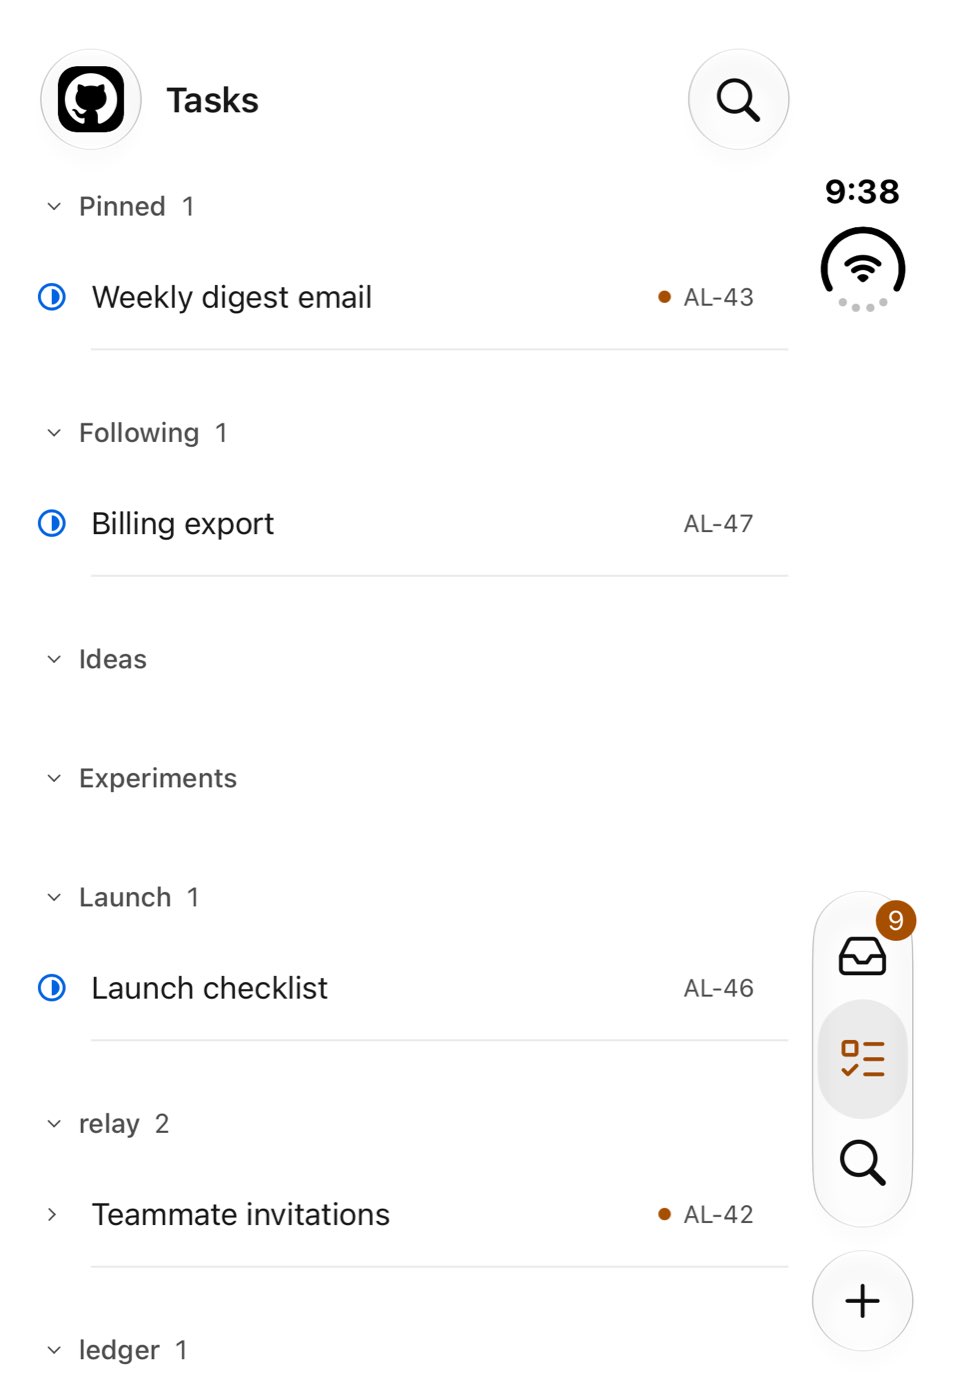 Tasks
9:38
Pinned 1
Weekly digest email AL-43
Following 1
Billing export AL-47
Ideas
Experiments
Launch 1
9
Launch checklist AL-46
relay 2
Teammate invitations AL-42
ledger 1